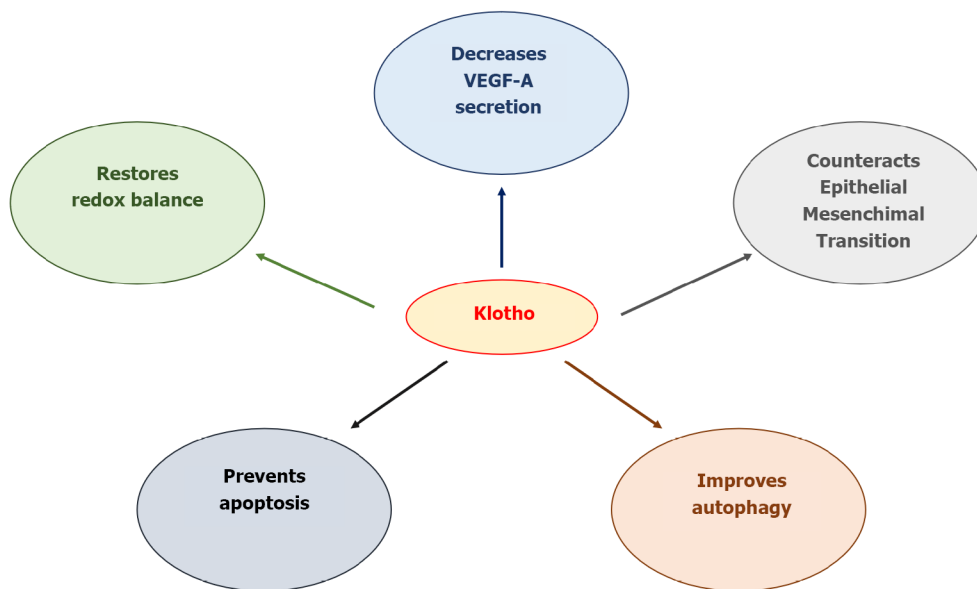 Decreases
VEGF-A
secretion
Restores
redox balance
Counteracts
Epithelial
Mesenchimal
Transition
Klotho
Prevents
apoptosis
Improves
autophagy